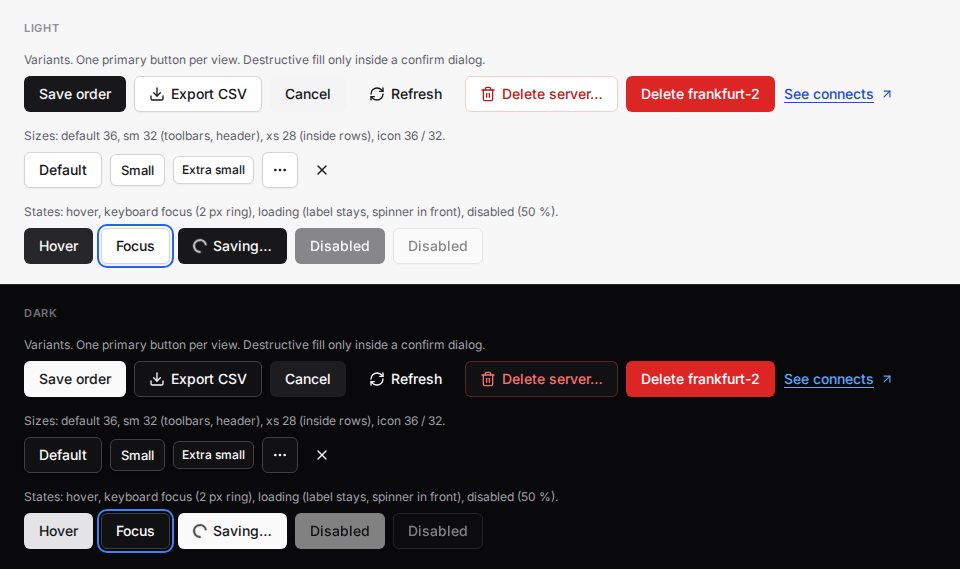 LIGHT
Variants. One primary button per view. Destructive fill only inside a confirm dialog.
Save order Export CSV Cancel Refresh Delete server... Delete frankfurt-2 See connects
Sizes: default 36, sm 32 (toolbars, header), xs 28 (inside rows), icon 36 / 32.
Default Small Extra small
States: hover, keyboard focus (2 px ring), loading (label stays, spinner in front), disabled (50 %).
Hover Focus Saving... Disabled Disabled
DARK
Variants. One primary button per view. Destructive fill only inside a confirm dialog.
Save order Export CSV Cancel Refresh Delete server... Delete frankfurt-2 See connects
Sizes: default 36, sm 32 (toolbars, header), xs 28 (inside rows), icon 36 / 32.
Default Small Extra small
States: hover, keyboard focus (2 px ring), loading (label stays, spinner in front), disabled (50 %).
Hover Focus Saving... Disabled Disabled